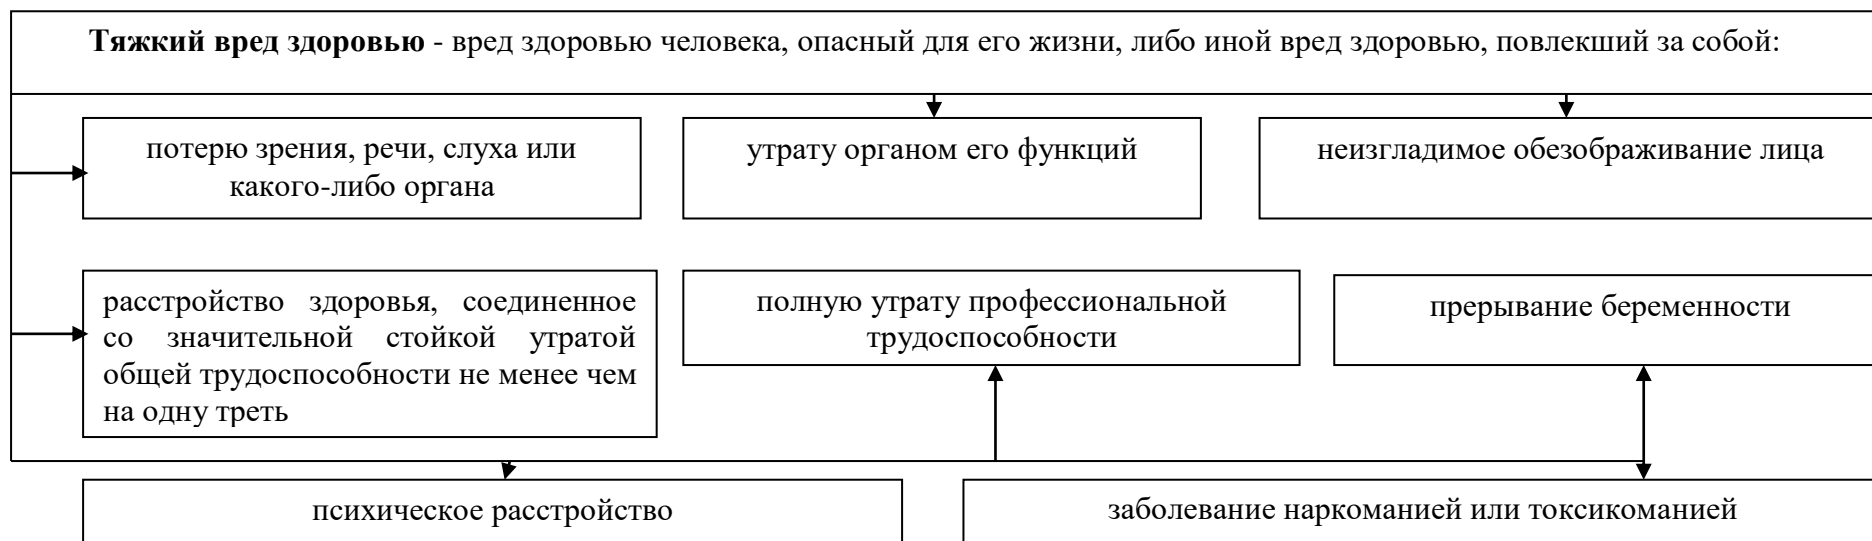 Тяжкий вред здоровью - вред здоровью человека, опасный для его жизни, либо иной вред здоровью, повлекший за собой:
потерю зрения, речи, слуха или
какого-либо органа
утрату органом его функций
неизгладимое обезображивание лица
расстройство здоровья, соединенное
со значительной стойкой утратой
общей трудоспособности не менее чем
на одну треть
полную утрату профессиональной
трудоспособности
прерывание беременности
психическое расстройство
заболевание наркоманией или токсикоманией